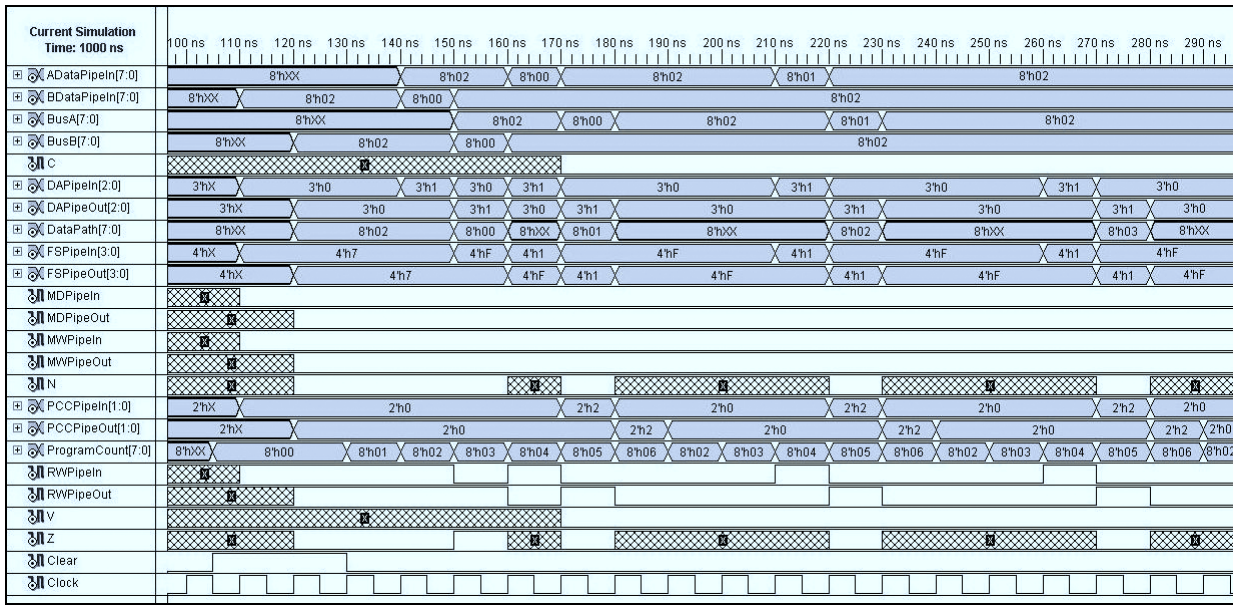 Current Simulation
Time: 1000 ns
100 ns 110 ns 120 ns 130 ns 140 ns 150 ns 160 ns 170 ns 180 ns 190 ns 200 ns 210 ns 220 ns 230 ns 240 ns 250 ns 260 ns 270 ns 280 ns 290 ns
ADataPipeIn[7:0] 8'hXX 8'h02 8'h00 8'h02 8'h01 8'h02
BDataPipeIn[7:0] 8'hXX 8'h02 8'h00 8'h02
BusA[7:0] 8'hXX 8'h02 8'h00 8'h02 8'h01 8'h02
BusB[7:0] 8'hXX 8'h02 8'h00 8'h02
C X
DAPipeIn[2:0] 3'hX 3'h0 3'h1 3'h0 3'h1 3'h0 3'h1 3'h0 3'h1 3'h0
DAPipeOut[2:0] 3'hX 3'h0 3'h1 3'h0 3'h1 3'h0 3'h1 3'h0 3'h1 3'h0
DataPath[7:0] 8'hXX 8'h02 8'h00 8'hXX 8'h01 8'hXX 8'h02 8'hXX 8'h03 8'hXX
FSPipeIn[3:0] 4'hX 4'h7 4'hF 4'h1 4'hF 4'h1 4'hF 4'h1 4'hF
FSPipeOut[3:0] 4'hX 4'h7 4'hF 4'h1 4'hF 4'h1 4'hF 4'h1 4'hF
MDPipeIn X
MDPipeOut X
MWPipeIn X
MWPipeOut X
N X X X X X
PCCPipeIn[1:0] 2'hX 2'h0 2'h2 2'h0 2'h2 2'h0 2'h2 2'h0
PCCPipeOut[1:0] 2'hX 2'h0 2'h2 2'h0 2'h2 2'h0 2'h2 2'h0
ProgramCount[7:0] 8'hXX 8'h00 8'h01 8'h02 8'h03 8'h04 8'h05 8'h06 8'h02 8'h03 8'h04 8'h05 8'h06 8'h02 8'h03 8'h04 8'h05 8'h06 8'h02
RWPipeIn X
RWPipeOut X
V X
Z X X X X X
Clear
Clock